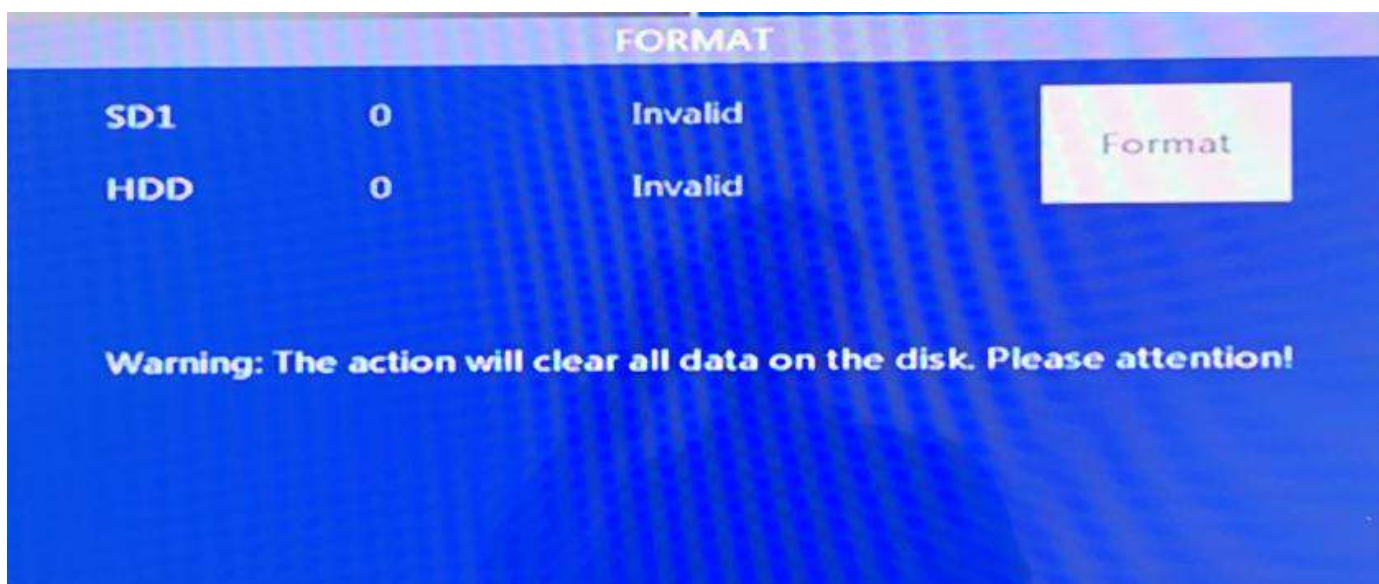 FORMAT
SD1 0 Invalid
Format
HDD 0 Invalid
Warning: The action will clear all data on the disk. Please attention!